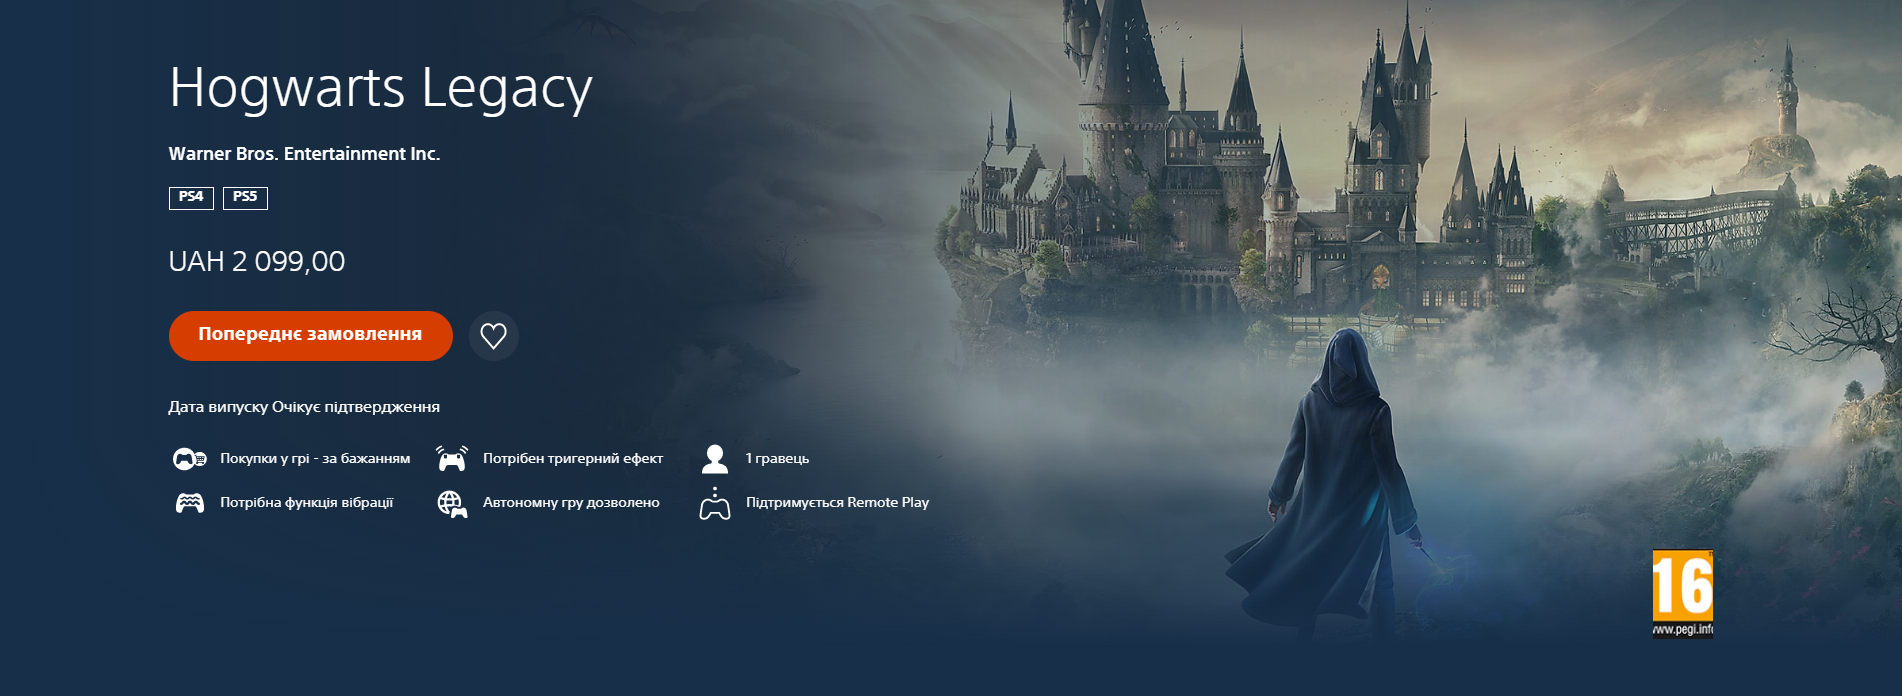 Hogwarts Legacy
Warner Bros. Entertainment Inc.
PS4 PS5
UAH 2 099,00
Попереднє замовлення
Дата випуску Очікує підтвердження
Покупки у грі - за бажанням
Потрібен тригерний ефект
1 гравець
Потрібна функція вібрації
Автономну гру дозволено
Підтримується Remote Play
16
www.pegi.info